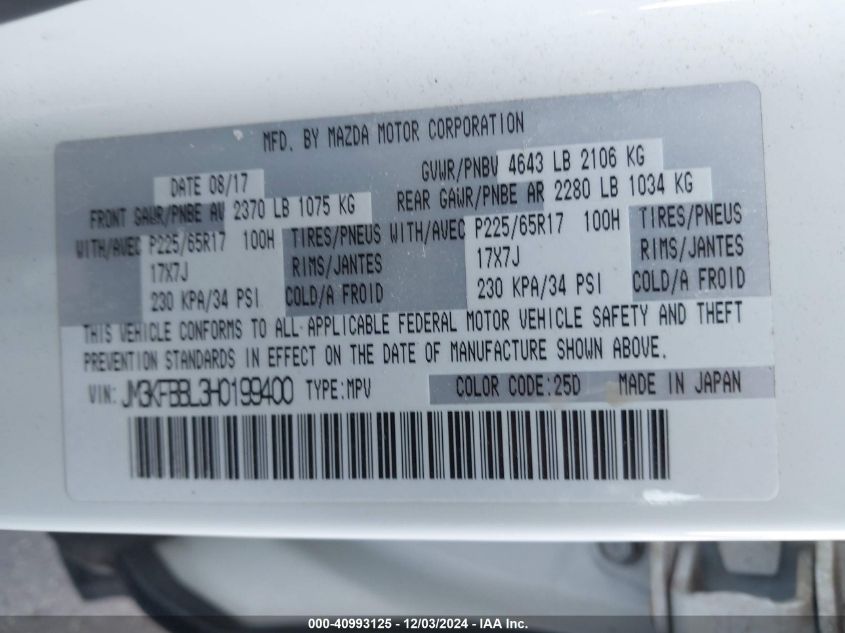 MFD. BY MAZDA MOTOR CORPORATION
DATE 08/17 GVWR/PNBV 4643 LB 2106 KG
FRONT GAWR/PNBE AV 2370 LB 1075 KG REAR GAWR/PNBE AR 2280 LB 1034 KG
WITH/AVEC P225/65R17 100H TIRES/PNEUS WITH/AVEC P225/65R17 100H TIRES/PNEUS
17X7J RIMS/JANTES 17X7J RIMS/JANTES
230 KPA/34 PSI COLD/A FROID 230 KPA/34 PSI COLD/A FROID
THIS VEHICLE CONFORMS TO ALL APPLICABLE FEDERAL MOTOR VEHICLE SAFETY AND THEFT
PREVENTION STANDARDS IN EFFECT ON THE DATE OF MANUFACTURE SHOWN ABOVE.
VIN: JM3KFBBL3H0199400 TYPE:MPV COLOR CODE:25D MADE IN JAPAN
000-40993125 - 12/03/2024 - IAA Inc.